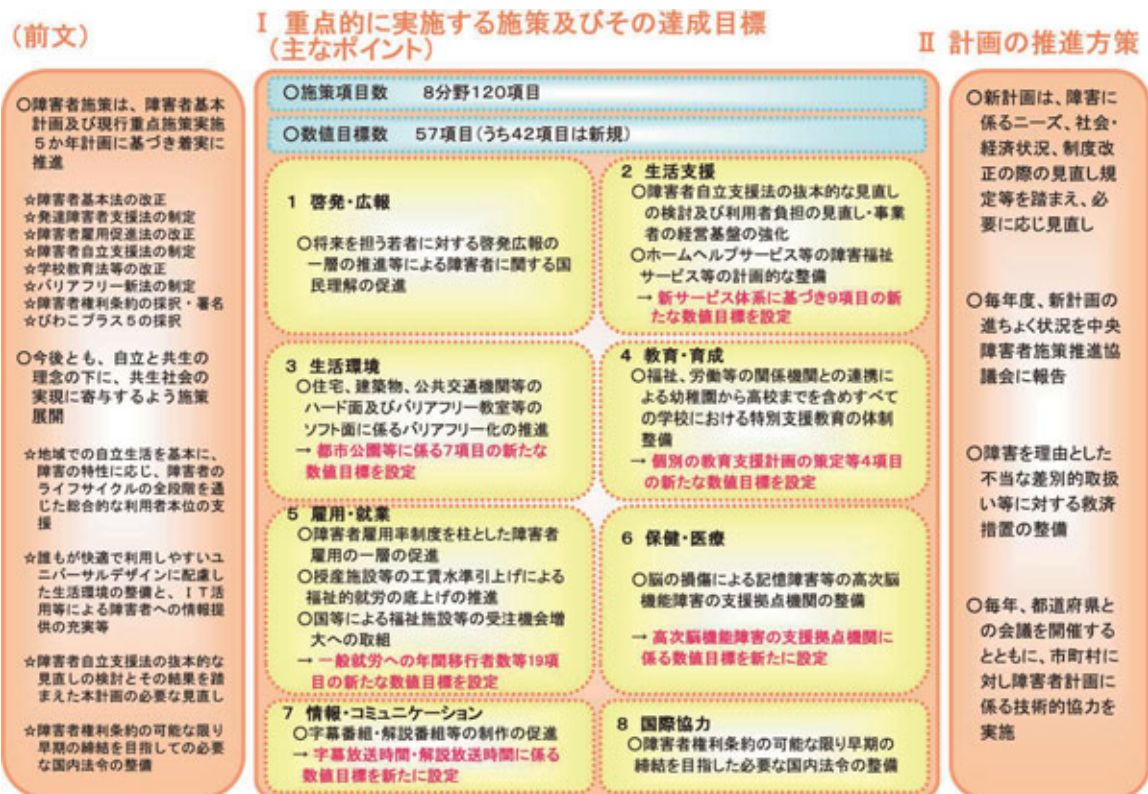 (前文)
○障害者施策は、障害者基本
計画及び現行重点施策実施
5か年計画に基づき着実に
推進
☆障害者基本法の改正
☆発達障害者支援法の制定
☆障害者雇用促進法の改正
☆障害者自立支援法の制定
☆学校教育法等の改正
☆バリアフリー新法の制定
☆障害者権利条約の採択・署名
☆びわこプラス5の採択
○今後とも、自立と共生の
理念の下に、共生社会の
実現に寄与するよう施策
展開
☆地域での自立生活を基本に、
障害の特性に応じ、障害者の
ライフサイクルの全段階を通
じた総合的な利用者本位の支
援
☆誰もが快適で利用しやすいユ
ニバーサルデザインに配慮し
た生活環境の整備と、IT活
用等による障害者への情報提
供の充実等
☆障害者自立支援法の抜本的な
見直しの検討とその結果を踏
まえた本計画の必要な見直し
☆障害者権利条約の可能な限り
早期の締結を目指しての必要
な国内法令の整備
Ⅰ 重点的に実施する施策及びその達成目標
(主なポイント)
○施策項目数 8分野120項目
○数値目標数 57項目(うち42項目は新規)
1 啓発・広報
○将来を担う若者に対する啓発広報の
一層の推進等による障害者に関する国
民理解の促進
2 生活支援
○障害者自立支援法の抜本的な見直し
の検討及び利用者負担の見直し・事業
者の経営基盤の強化
○ホームヘルプサービス等の障害福祉
サービス等の計画的な整備
→ 新サービス体系に基づき9項目の新
たな数値目標を設定
3 生活環境
○住宅、建築物、公共交通機関等の
ハード面及びバリアフリー教室等の
ソフト面に係るバリアフリー化の推進
→ 都市公園等に係る7項目の新たな
数値目標を設定
4 教育・育成
○福祉、労働等の関係機関との連携に
よる幼稚園から高校までを含めすべて
の学校における特別支援教育の体制
整備
→ 個別の教育支援計画の策定等4項目
の新たな数値目標を設定
5 雇用・就業
○障害者雇用率制度を柱とした障害者
雇用の一層の促進
○授産施設等の工賃水準引上げによる
福祉的就労の底上げの推進
○国等による福祉施設等の受注機会増
大への取組
→ 一般就労への年間移行者数等19項
目の新たな数値目標を設定
6 保健・医療
○脳の損傷による記憶障害等の高次脳
機能障害の支援拠点機関の整備
→ 高次脳機能障害の支援拠点機関に
係る数値目標を新たに設定
7 情報・コミュニケーション
○字幕番組・解説番組等の制作の促進
→ 字幕放送時間・解説放送時間に係る
数値目標を新たに設定
8 国際協力
○障害者権利条約の可能な限り早期の
締結を目指した必要な国内法令の整備
Ⅱ 計画の推進方策
○新計画は、障害に
係るニーズ、社会・
経済状況、制度改
正の際の見直し規
定等を踏まえ、必
要に応じ見直し
○毎年度、新計画の
進ちょく状況を中央
障害者施策推進協
議会に報告
○障害を理由とした
不当な差別的取扱
い等に対する救済
措置の整備
○毎年、都道府県と
の会議を開催する
とともに、市町村に
対し障害者計画に
係る技術的協力を
実施